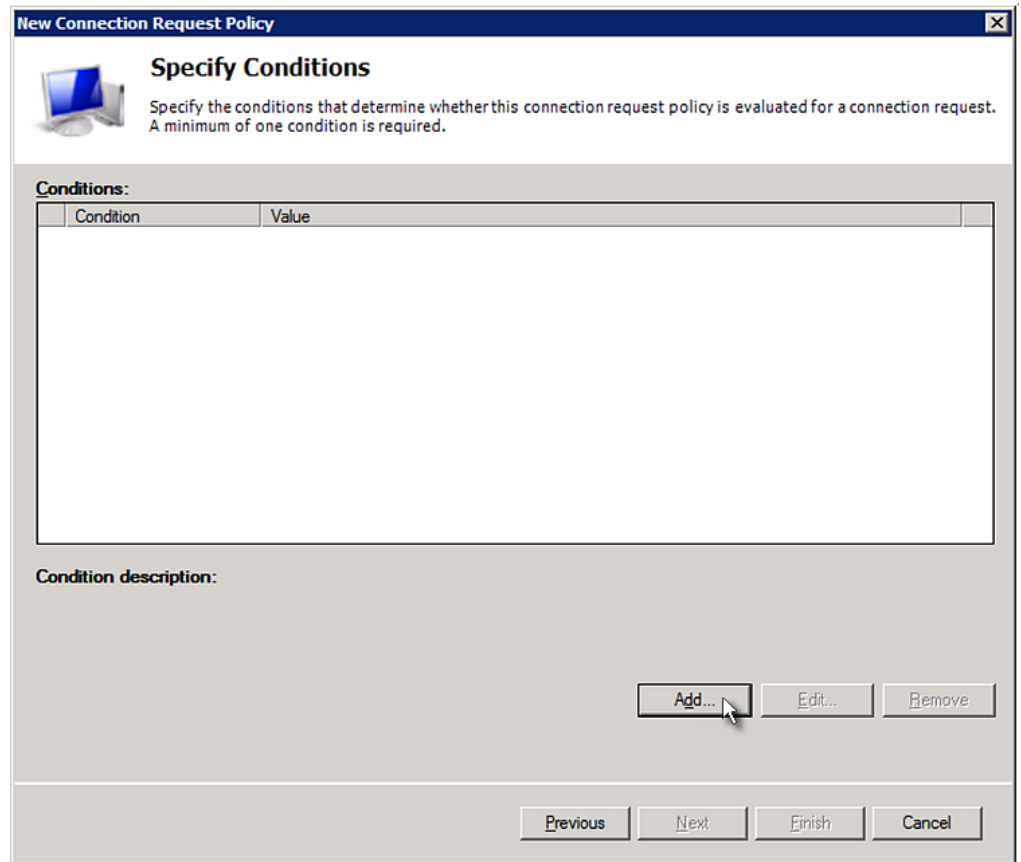 New Connection Request Policy
Specify Conditions
Specify the conditions that determine whether this connection request policy is evaluated for a connection request.
A minimum of one condition is required.
Conditions:
Condition Value
Condition description:
Add... Edit... Remove
Previous Next Finish Cancel